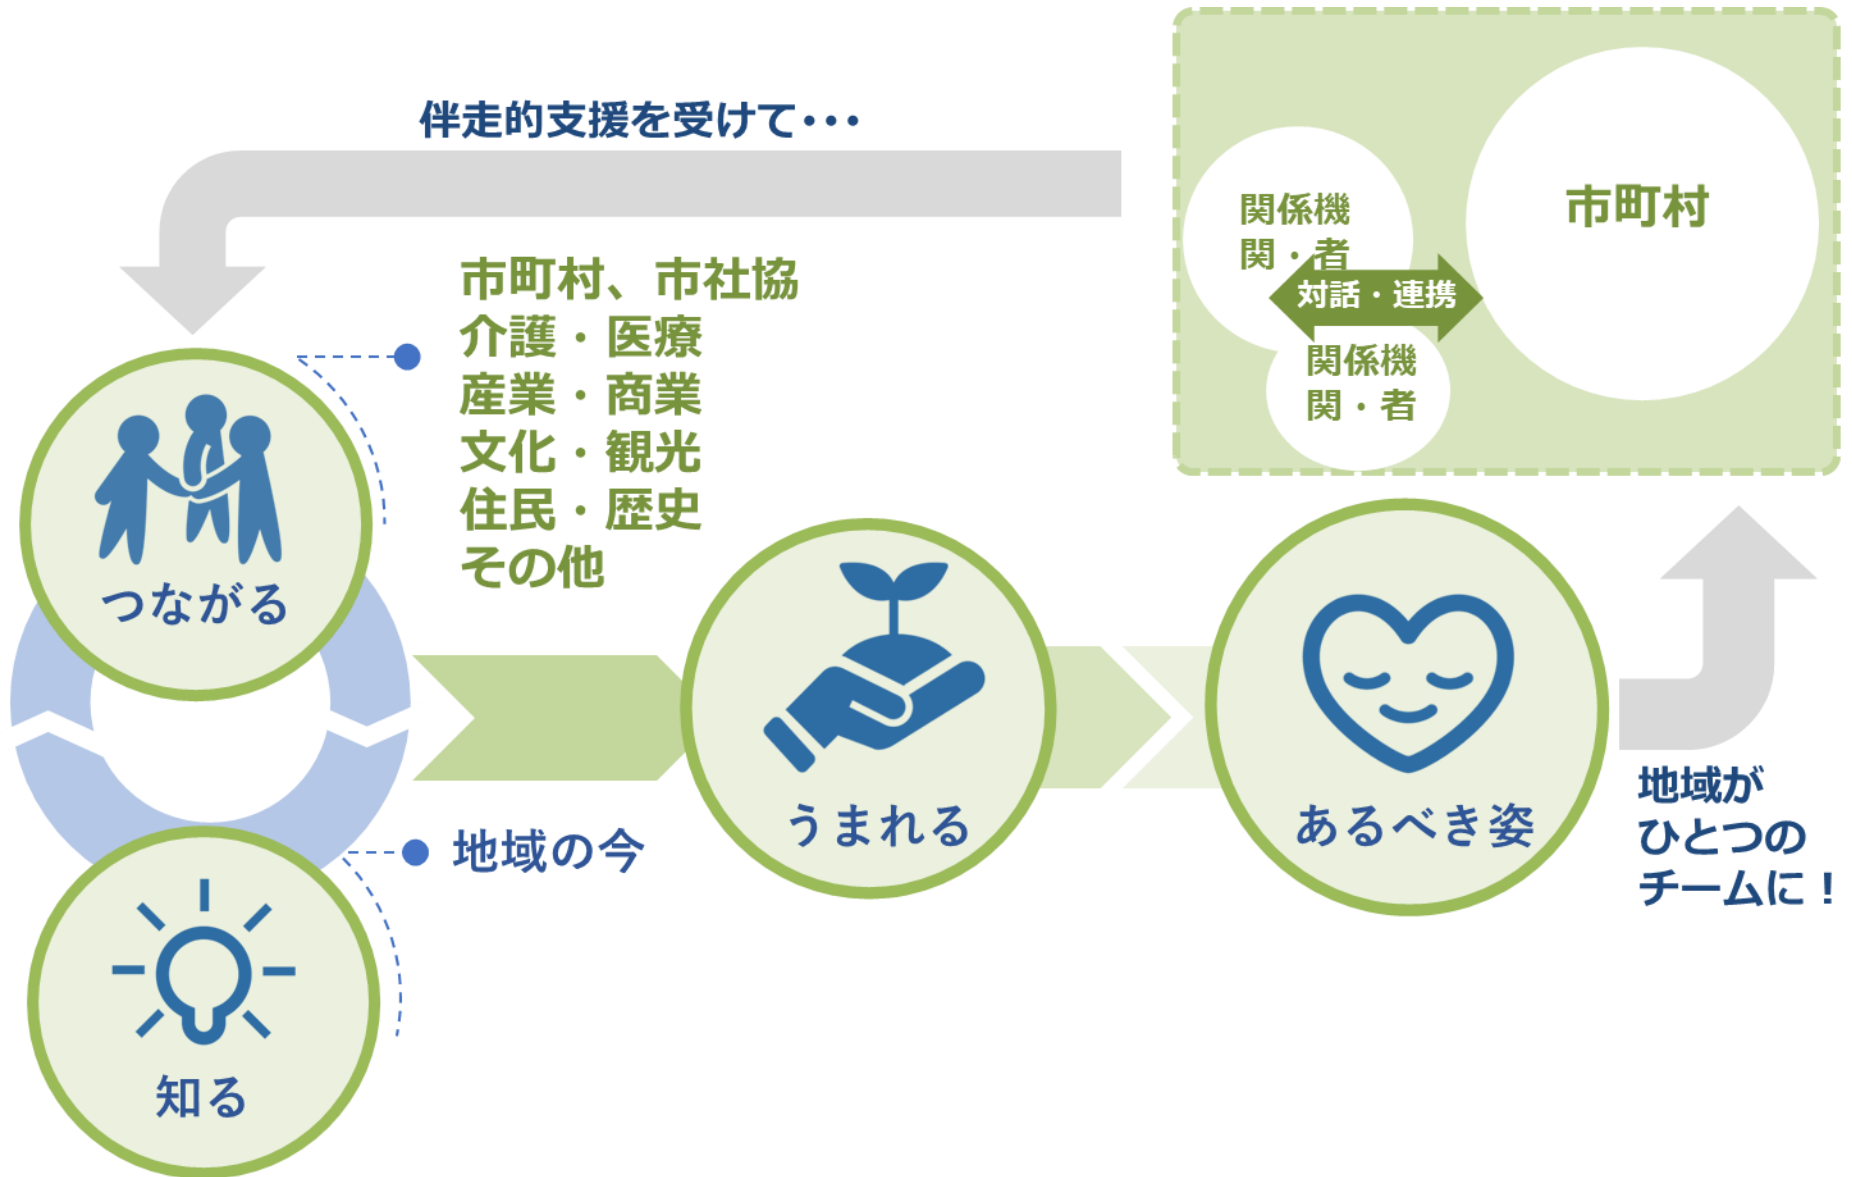 伴走的支援を受けて･･･
関係機
関・者
市町村
対話・連携
関係機
関・者
市町村、市社協
介護・医療
産業・商業
文化・観光
住民・歴史
その他
つながる
うまれる
あるべき姿
地域が
ひとつの
チームに！
地域の今
知る